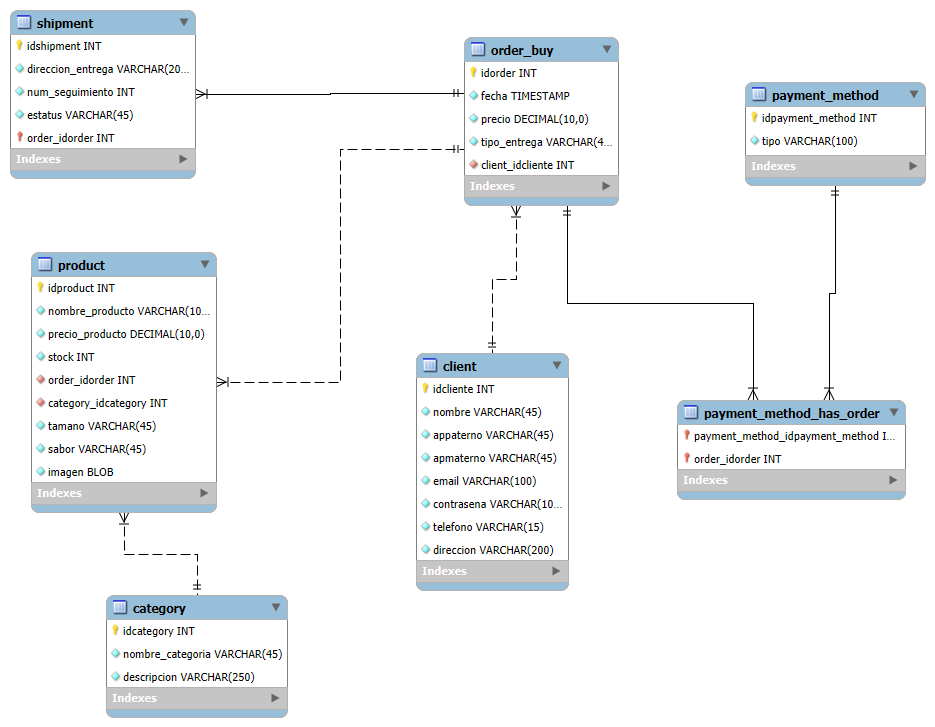 shipment
idshipment INT
direccion_entrega VARCHAR(20...
num_seguimiento INT
estatus VARCHAR(45)
order_idorder INT
Indexes
order_buy
idorder INT
fecha TIMESTAMP
precio DECIMAL(10,0)
tipo_entrega VARCHAR(4...
client_idcliente INT
Indexes
payment_method
idpayment_method INT
tipo VARCHAR(100)
Indexes
product
idproduct INT
nombre_producto VARCHAR(10...
precio_producto DECIMAL(10,0)
stock INT
order_idorder INT
category_idcategory INT
tamano VARCHAR(45)
sabor VARCHAR(45)
imagen BLOB
Indexes
client
idcliente INT
nombre VARCHAR(45)
appaterno VARCHAR(45)
apmaterno VARCHAR(45)
email VARCHAR(100)
contrasena VARCHAR(10...
telefono VARCHAR(15)
direccion VARCHAR(200)
Indexes
payment_method_has_order
payment_method_idpayment_method I...
order_idorder INT
Indexes
category
idcategory INT
nombre_categoria VARCHAR(45)
descripcion VARCHAR(250)
Indexes